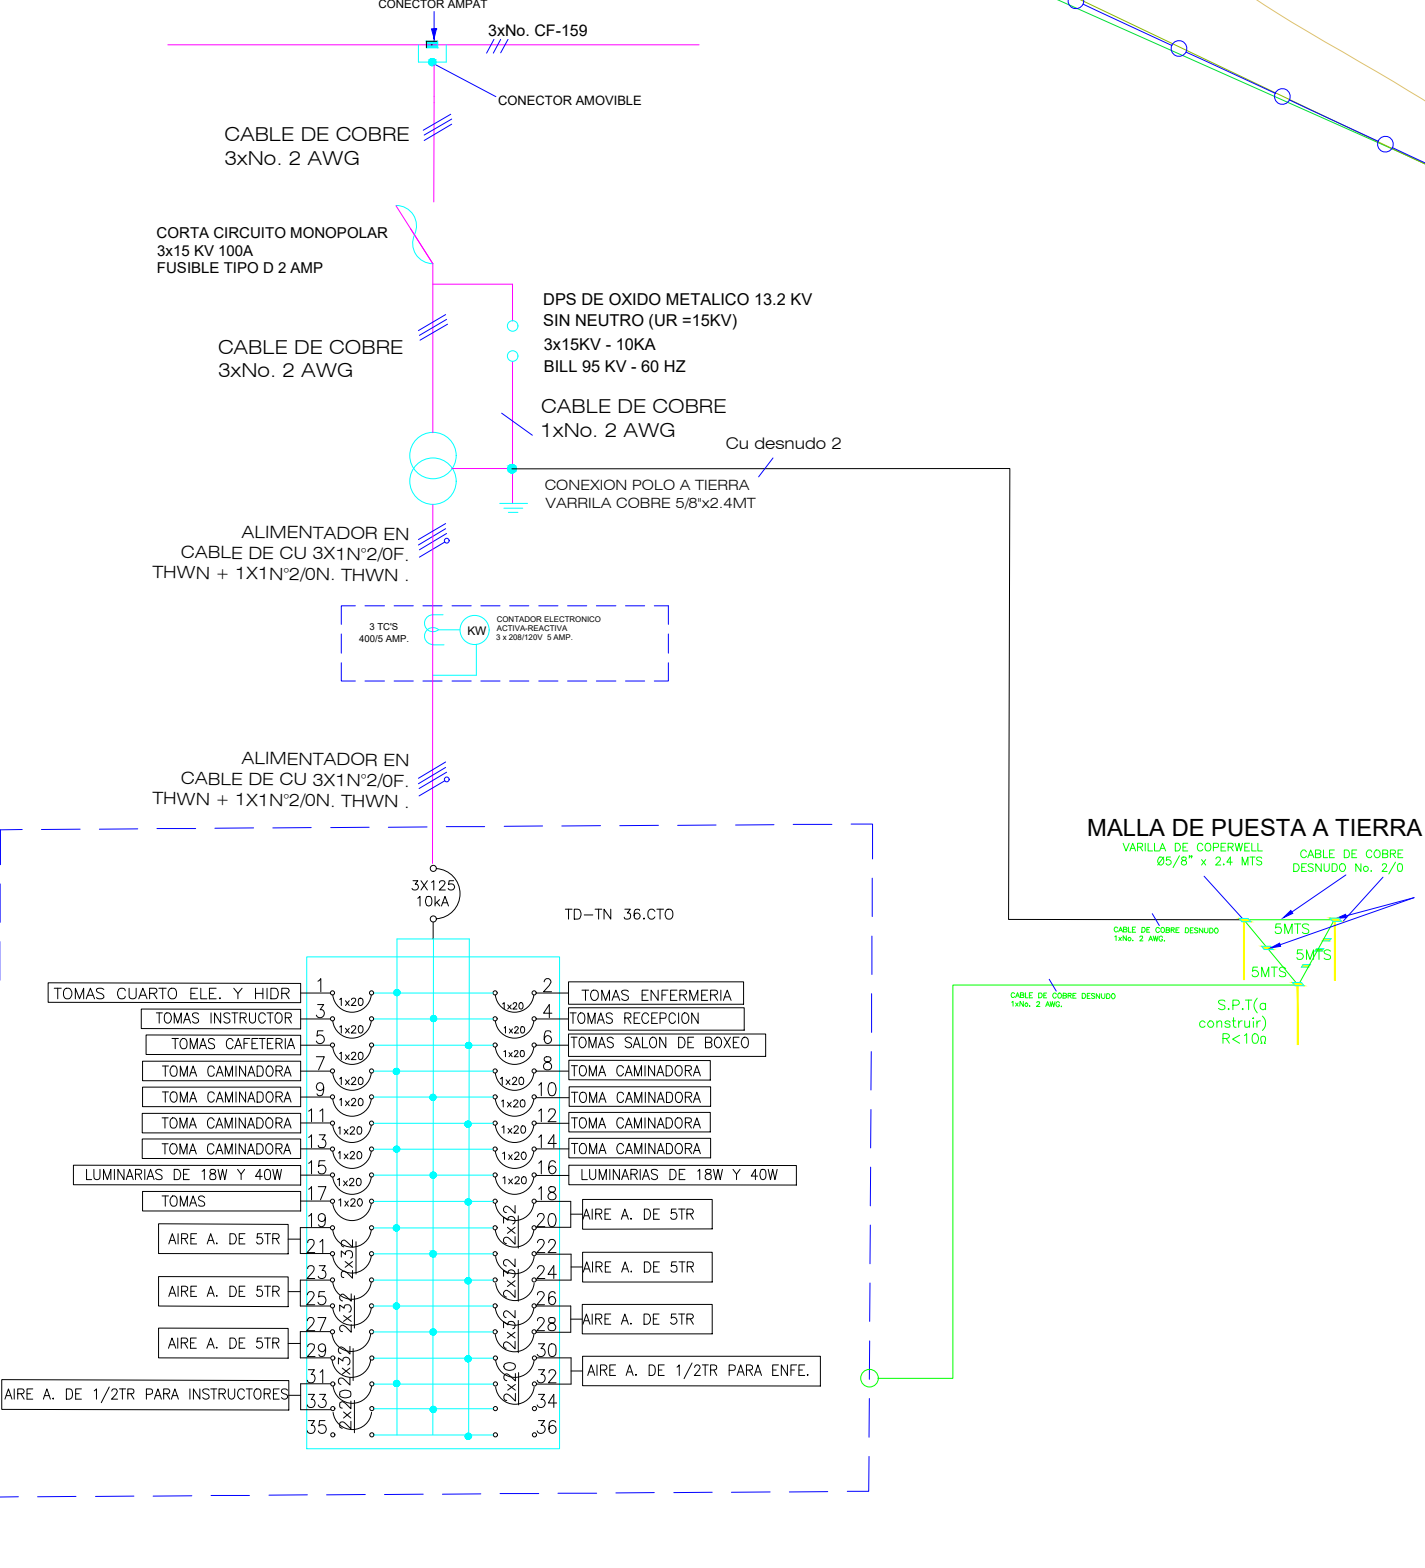 CONECTOR AMPAT
3xNo. CF-159
CONECTOR AMOVIBLE
CABLE DE COBRE
3xNo. 2 AWG
CORTA CIRCUITO MONOPOLAR
3x15 KV 100A
FUSIBLE TIPO D 2 AMP
DPS DE OXIDO METALICO 13.2 KV
SIN NEUTRO (UR =15KV)
3x15KV - 10KA
BILL 95 KV - 60 HZ
CABLE DE COBRE
3xNo. 2 AWG
CABLE DE COBRE
1xNo. 2 AWG
Cu desnudo 2
CONEXION POLO A TIERRA
VARRILA COBRE 5/8"x2.4MT
ALIMENTADOR EN
CABLE DE CU 3X1N°2/0F.
THWN + 1X1N°2/0N. THWN .
3 TC'S
400/5 AMP.
KW
CONTADOR ELECTRONICO
ACTIVA-REACTIVA
3 x 208/120V 5 AMP.
ALIMENTADOR EN
CABLE DE CU 3X1N°2/0F.
THWN + 1X1N°2/0N. THWN .
MALLA DE PUESTA A TIERRA
VARILLA DE COPERWELL
Ø5/8" x 2.4 MTS
CABLE DE COBRE
DESNUDO No. 2/0
CABLE DE COBRE DESNUDO
1xNo. 2 AWG.
5MTS
5MTS
5MTS
CABLE DE COBRE DESNUDO
1xNo. 2 AWG.
S.P.T(a
construir)
R<10Ω
3X125
10kA
TD-TN 36.CTO
TOMAS CUARTO ELE. Y HIDR 1 1x20 1x20 2 TOMAS ENFERMERIA
TOMAS INSTRUCTOR 3 1x20 1x20 4 TOMAS RECEPCION
TOMAS CAFETERIA 5 1x20 1x20 6 TOMAS SALON DE BOXEO
TOMA CAMINADORA 7 1x20 1x20 8 TOMA CAMINADORA
TOMA CAMINADORA 9 1x20 1x20 10 TOMA CAMINADORA
TOMA CAMINADORA 11 1x20 1x20 12 TOMA CAMINADORA
TOMA CAMINADORA 13 1x20 1x20 14 TOMA CAMINADORA
LUMINARIAS DE 18W Y 40W 15 1x20 1x20 16 LUMINARIAS DE 18W Y 40W
TOMAS 17 1x20 18
AIRE A. DE 5TR 2x32
19 20
AIRE A. DE 5TR 2x32
21 22
AIRE A. DE 5TR 2x32
23 24
AIRE A. DE 5TR 2x32
25 26
AIRE A. DE 5TR 2x32
27 28
AIRE A. DE 5TR 2x32
29 30
AIRE A. DE 1/2TR PARA ENFE. 2x20
31 32
AIRE A. DE 1/2TR PARA INSTRUCTORES 2x20
33 34
35 36